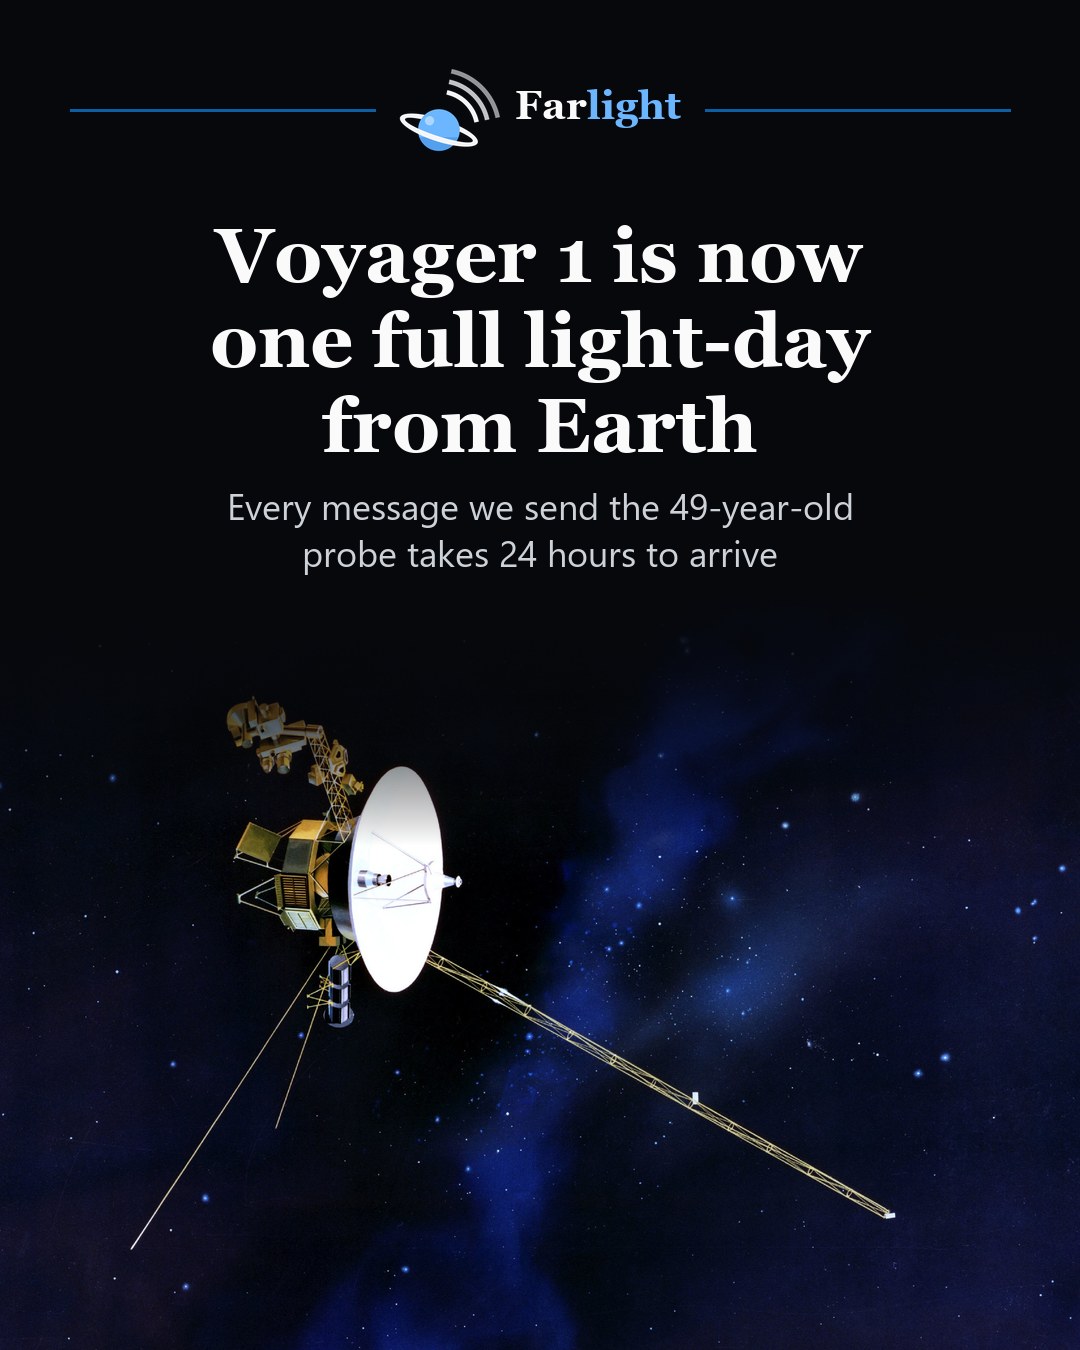 Farlight
Voyager 1 is now
one full light-day
from Earth
Every message we send the 49-year-old
probe takes 24 hours to arrive